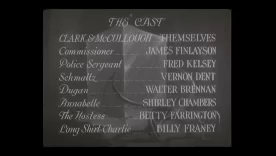 THE CAST
CLARK & McCULLOUGH THEMSELVES
Commissioner JAMES FINLAYSON
Police Sergeant FRED KELSEY
Schmaltz VERNON DENT
Dugan WALTER BRENNAN
Annabelle SHIRLEY CHAMBERS
The Hostess BETTY FARRINGTON
Long Shot Charlie BILLY FRANEY